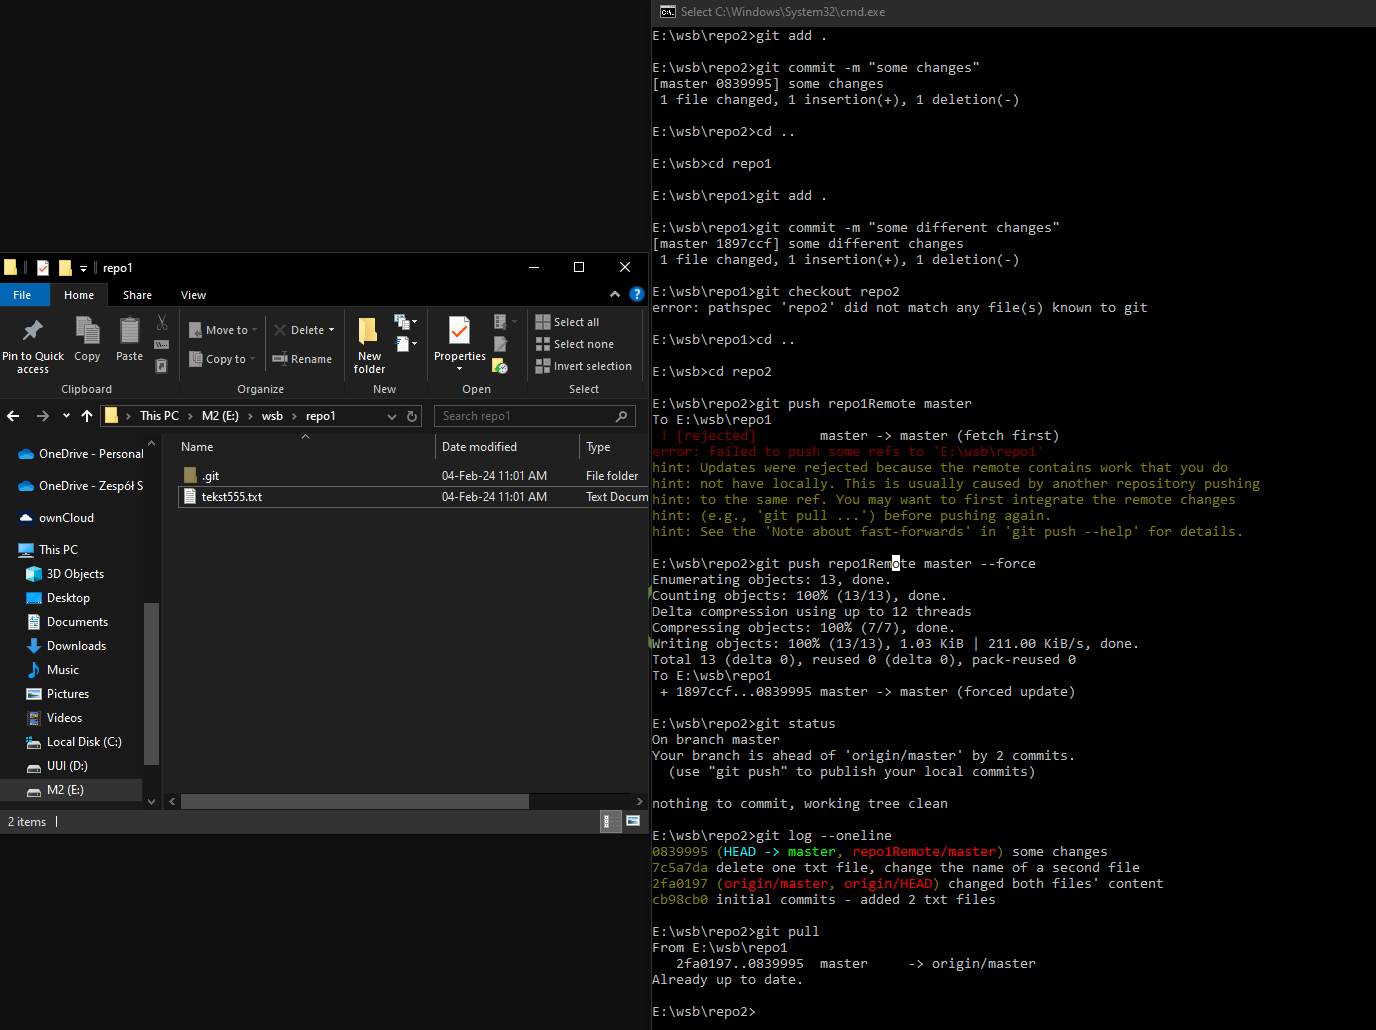 repo1
File
Home
Share
View
Pin to Quick access
Copy
Paste
Move to
Copy to
Delete
Rename
New folder
Properties
Open
Select all
Select none
Invert selection
Clipboard
Organize
New
Open
Select
This PC
M2 (E:)
wsb
repo1
Search repo1
Name
Date modified
Type
.git
04-Feb-24 11:01 AM
File folder
tekst555.txt
04-Feb-24 11:01 AM
Text Docum
OneDrive - Personal
OneDrive - Zespół S
ownCloud
This PC
3D Objects
Desktop
Documents
Downloads
Music
Pictures
Videos
Local Disk (C:)
UUI (D:)
M2 (E:)
2 items
Select C:\Windows\System32\cmd.exe
E:\wsb\repo2>git add .
E:\wsb\repo2>git commit -m "some changes"
[master 0839995] some changes
1 file changed, 1 insertion(+), 1 deletion(-)
E:\wsb\repo2>cd ..
E:\wsb>cd repo1
E:\wsb\repo1>git add .
E:\wsb\repo1>git commit -m "some different changes"
[master 1897ccf] some different changes
1 file changed, 1 insertion(+), 1 deletion(-)
E:\wsb\repo1>git checkout repo2
error: pathspec 'repo2' did not match any file(s) known to git
E:\wsb\repo1>cd ..
E:\wsb>cd repo2
E:\wsb\repo2>git push repo1Remote master
To E:\wsb\repo1
! [rejected]        master -> master (fetch first)
error: failed to push some refs to 'E:\wsb\repo1'
hint: Updates were rejected because the remote contains work that you do
hint: not have locally. This is usually caused by another repository pushing
hint: to the same ref. You may want to first integrate the remote changes
hint: (e.g., 'git pull ...') before pushing again.
hint: See the 'Note about fast-forwards' in 'git push --help' for details.
E:\wsb\repo2>git push repo1Remote master --force
Enumerating objects: 13, done.
Counting objects: 100% (13/13), done.
Delta compression using up to 12 threads
Compressing objects: 100% (7/7), done.
Writing objects: 100% (13/13), 1.03 KiB | 211.00 KiB/s, done.
Total 13 (delta 0), reused 0 (delta 0), pack-reused 0
To E:\wsb\repo1
+ 1897ccf...0839995 master -> master (forced update)
E:\wsb\repo2>git status
On branch master
Your branch is ahead of 'origin/master' by 2 commits.
(use "git push" to publish your local commits)
nothing to commit, working tree clean
E:\wsb\repo2>git log --oneline
0839995 (HEAD -> master, repo1Remote/master) some changes
7c5a7da delete one txt file, change the name of a second file
2fa0197 (origin/master, origin/HEAD) changed both files' content
cb98cb0 initial commits - added 2 txt files
E:\wsb\repo2>git pull
From E:\wsb\repo1
2fa0197..0839995  master     -> origin/master
Already up to date.
E:\wsb\repo2>